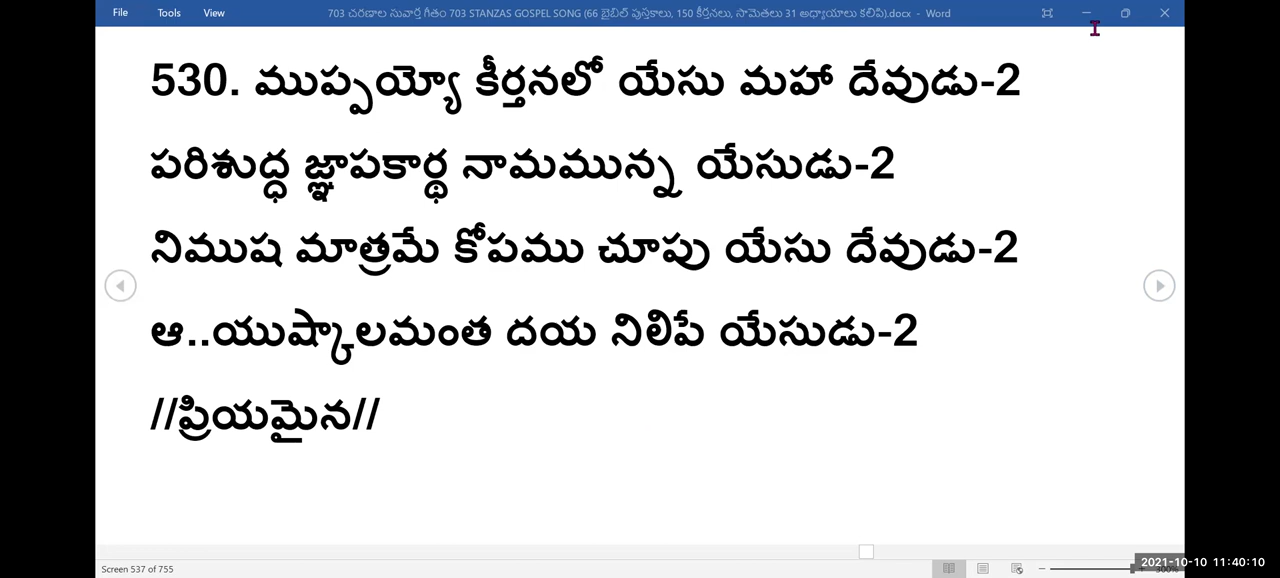 File Tools View 703 చరణాల సువార్త గీతం 703 STANZAS GOSPEL SONG (66 బైబిల్ పుస్తకాలు, 150 కీర్తనలు, సామెతలు 31 అధ్యాయాలు కలిపి).docx - Word
530. ముప్పయ్యో కీర్తనలో యేసు మహా దేవుడు-2
పరిశుద్ధ జ్ఞాపకార్థ నామమున్న యేసుడు-2
నిముష మాత్రమే కోపము చూపు యేసు దేవుడు-2
ఆ..యుష్కాలమంత దయ నిలిపే యేసుడు-2
//ప్రియమైన//
Screen 537 of 755
2021-10-10 11:40:10